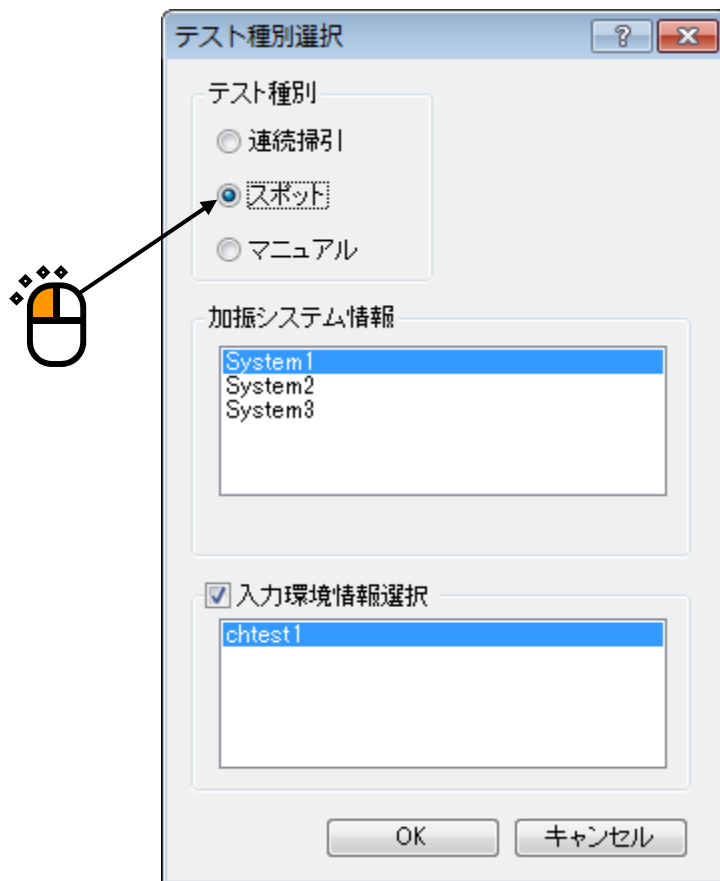 テスト種別選択
?
テスト種別
連続掃引
スポット
マニュアル
加振システム情報
System1
System2
System3
入力環境情報選択
chtest1
OK キャンセル